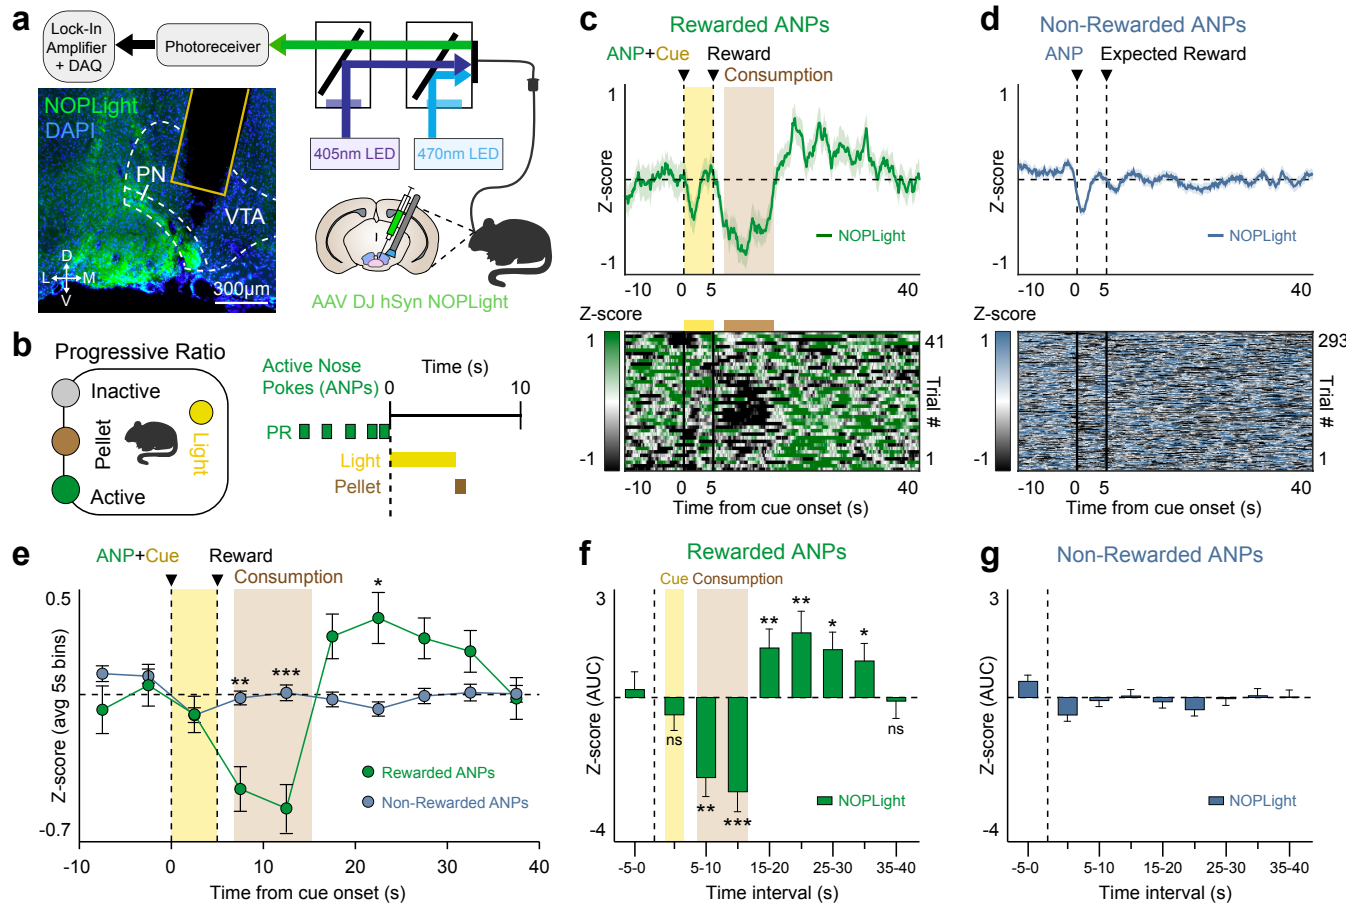 a
Lock-In
Amplifier
+ DAQ
Photoreceiver
405nm LED
470nm LED
NOPLight
DAPI
PN
VTA
D
L
M
V
300µm
AAV DJ hSyn NOPLight
b
Progressive Ratio
Inactive
Pellet
Light
Active
Active Nose
Pokes (ANPs)
Time (s)
0
10
PR
Light
Pellet
c
Rewarded ANPs
ANP+Cue
Reward
Consumption
1
Z-score
-1
NOPLight
-10
0
5
40
Z-score
1
-1
41
Trial #
1
-10
0
5
40
Time from cue onset (s)
d
Non-Rewarded ANPs
ANP
Expected Reward
1
Z-score
-1
NOPLight
-10
0
5
40
Z-score
1
-1
293
Trial #
1
-10
0
5
40
Time from cue onset (s)
e
ANP+Cue
Reward
Consumption
0.5
Z-score (avg 5s bins)
-0.7
**
***
*
Rewarded ANPs
Non-Rewarded ANPs
-10
0
10
20
30
40
Time from cue onset (s)
f
Rewarded ANPs
Cue
Consumption
3
Z-score (AUC)
-4
ns
**
***
**
**
*
*
ns
NOPLight
-5-0
5-10
15-20
25-30
35-40
Time interval (s)
g
Non-Rewarded ANPs
3
Z-score (AUC)
-4
NOPLight
-5-0
5-10
15-20
25-30
35-40
Time interval (s)